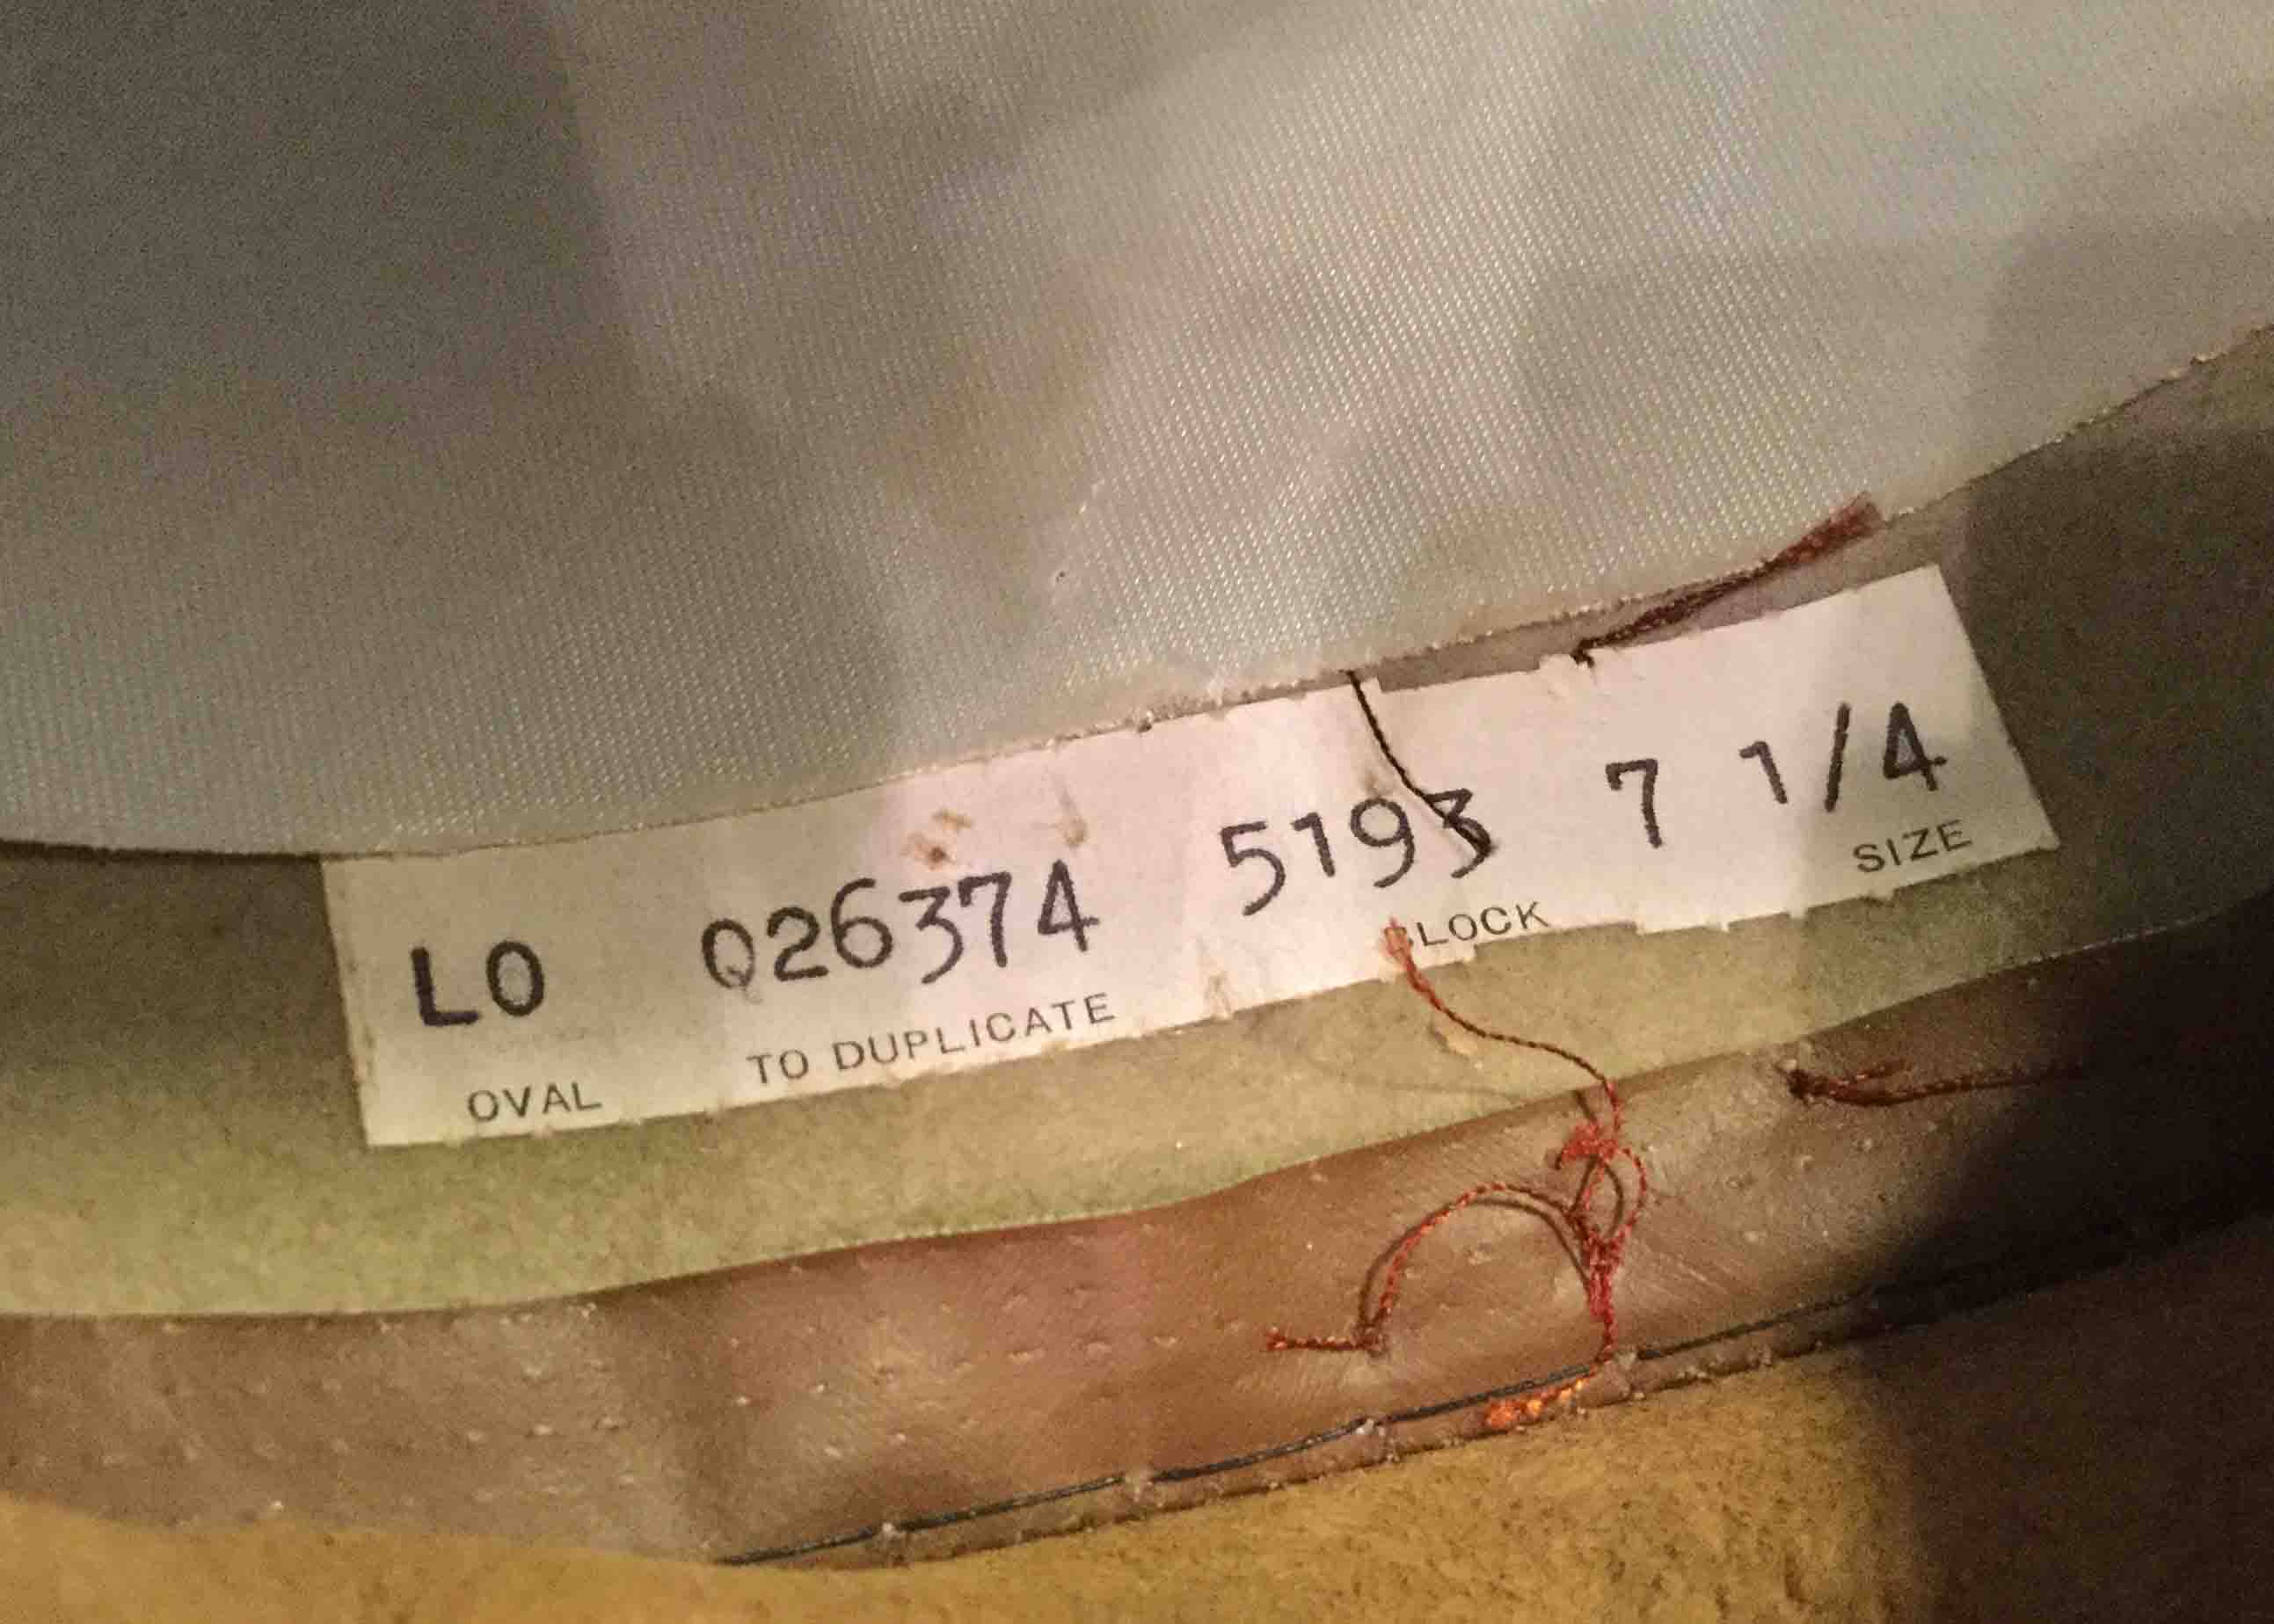 LO 026374 5193 7 1/4
OVAL TO DUPLICATE BLOCK SIZE